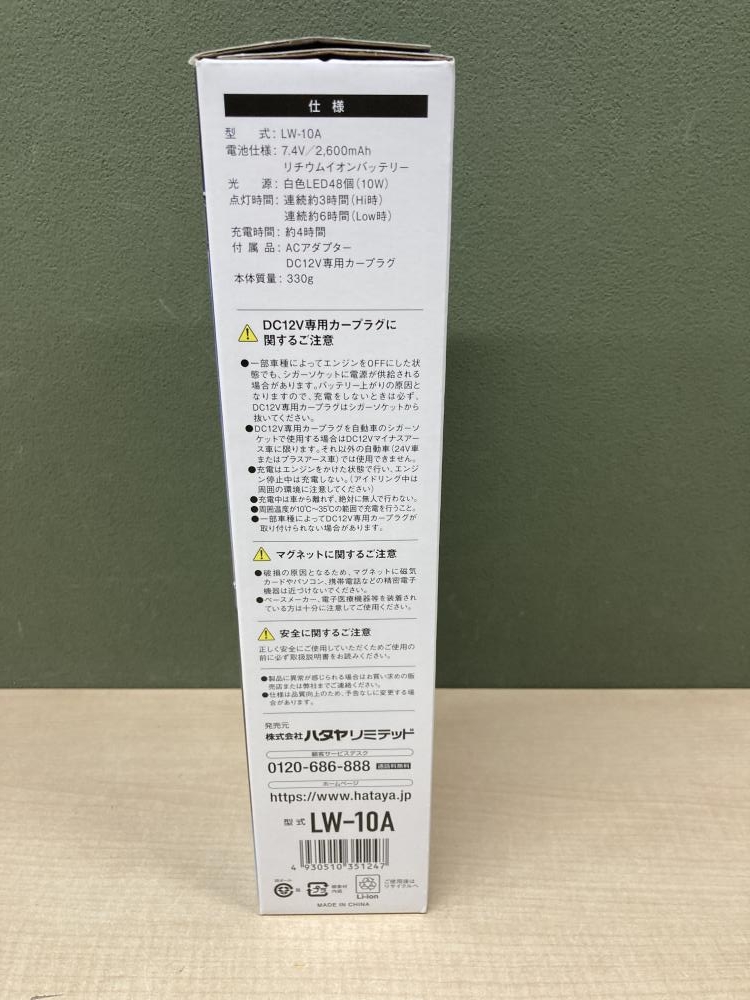 仕様
型 式：LW-10A
電池仕様：7.4V／2,600mAh
リチウムイオンバッテリー
光 源：白色LED48個（10W）
点灯時間：連続約3時間（Hi時）
連続約6時間（Low時）
充電時間：約4時間
付属品：ACアダプター
DC12V専用カープラグ
本体質量：330g
DC12V専用カープラグに
関するご注意
●一部車種によってエンジンをOFFにした状
態でも、シガーソケットに電源が供給される
場合があります。バッテリー上がりの原因と
なりますので、充電をしないときは必ず、
DC12V専用カープラグはシガーソケットから
抜いてください。
●DC12V専用カープラグを自動車のシガーソ
ケットで使用する場合はDC12Vマイナスアー
ス車に限ります。それ以外の自動車（24V車
またはプラスアース車）では使用できません。
●充電はエンジンをかけた状態で行い、エンジ
ン停止中は充電しない。（アイドリング中は
周囲の環境に注意してください）
●充電中は車から離れず、絶対に無人で行わない。
●周囲温度が10℃～35℃の範囲で充電を行うこと。
●一部車種によってDC12V専用カープラグが
取り付けられない場合があります。
マグネットに関するご注意
●破損の原因となるため、マグネットに磁気
カードやパソコン、携帯電話などの精密電子
機器は近づけないでください。
●ペースメーカー、電子医療機器等を装着され
ている方は十分に注意してご使用ください。
安全に関するご注意
正しく安全にご使用していただくためご使用の
前に必ず取扱説明書をお読みください。
●製品に異常が感じられる場合はお買い求めの販
売店または弊社までご連絡ください。
●仕様は品質向上のため、予告なしに変更する場
合があります。
発売元
株式会社ハタヤリミテッド
顧客サービスデスク
0120-686-888 通話料無料
ホームページ
https://www.hataya.jp
型式 LW-10A
4 930510 351247
段ボール
箱
プラ
緩衝材
内袋
Li-ion
ご使用後は
リサイクルへ
MADE IN CHINA